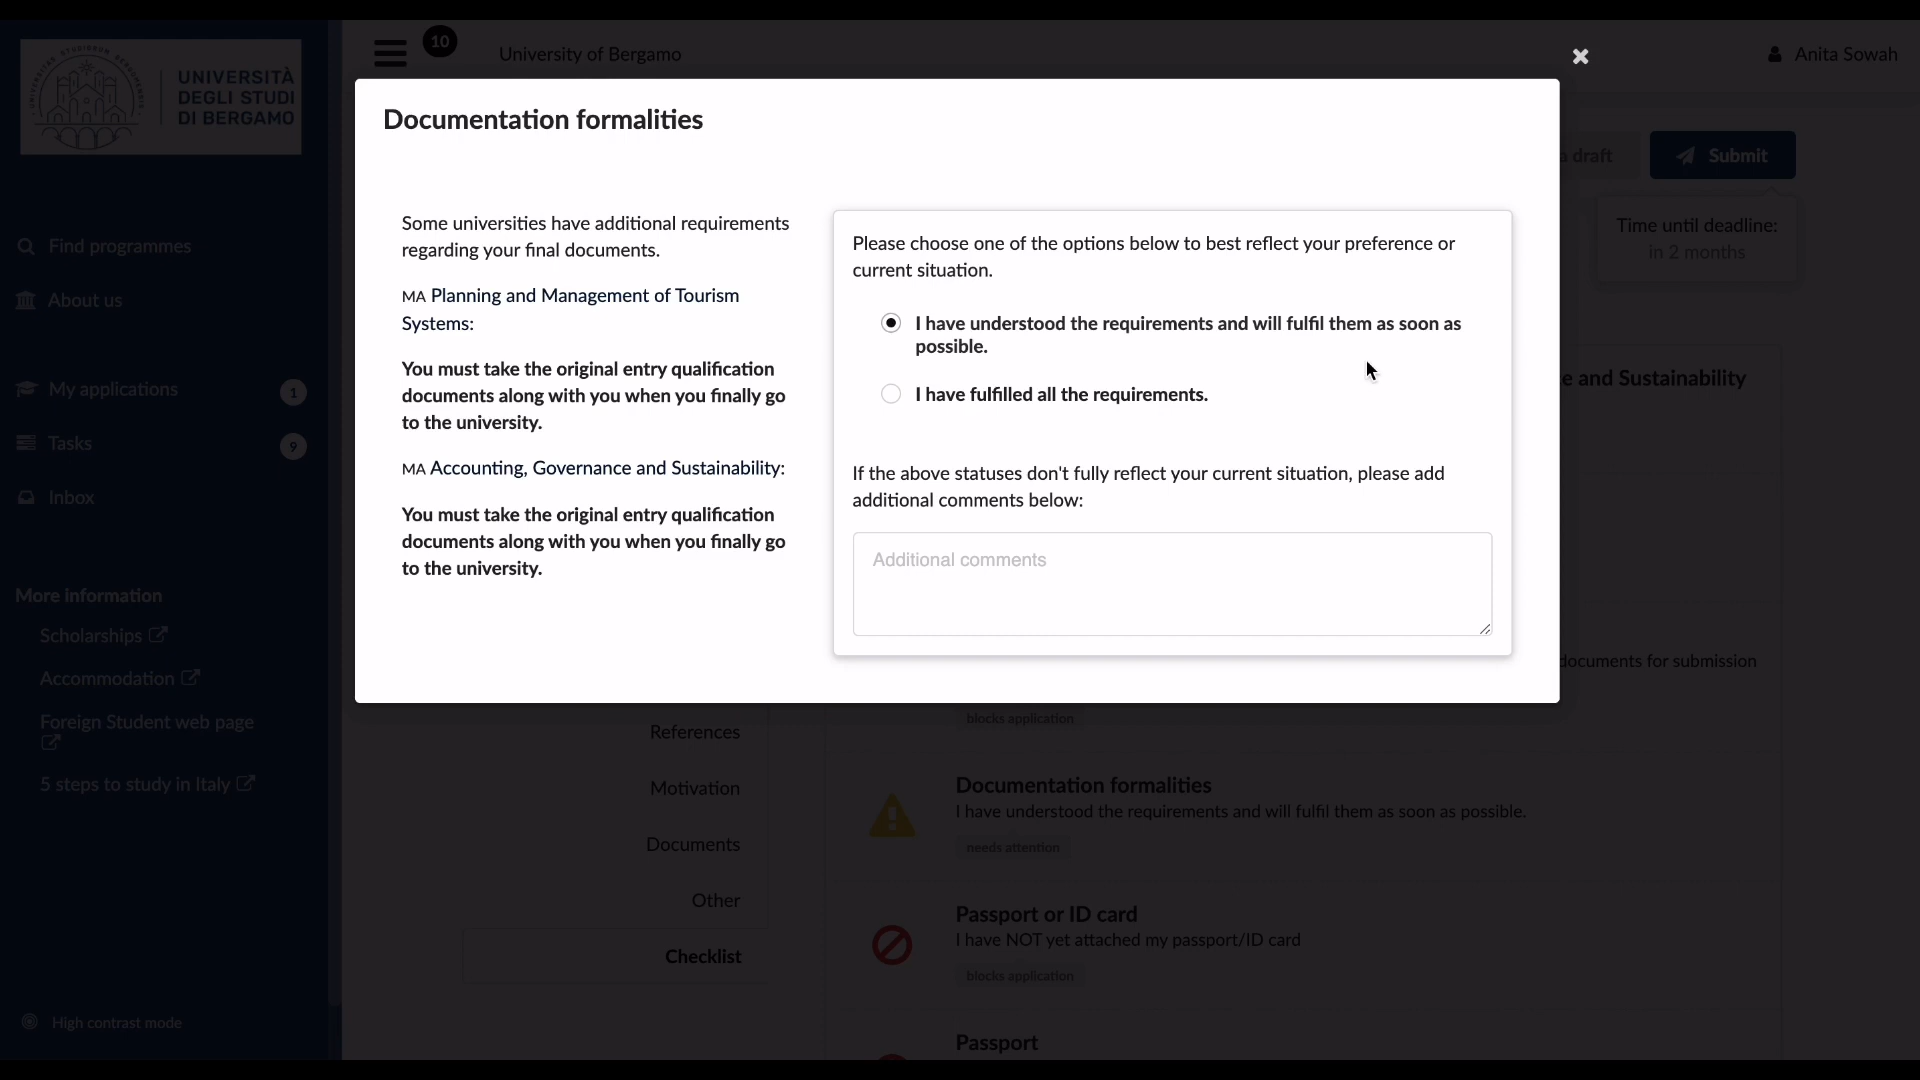 UNIVERSITÀ
DEGLI STUDI
DI BERGAMO
10
University of Bergamo
Anita Sowah
Documentation formalities
draft
Submit
Time until deadline:
in 2 months
Find programmes
About us
My applications
1
Tasks
9
Inbox
More information
Scholarships
Accommodation
Foreign Student web page
5 steps to study in Italy
High contrast mode
Some universities have additional requirements
regarding your final documents.
MA Planning and Management of Tourism
Systems:
You must take the original entry qualification
documents along with you when you finally go
to the university.
MA Accounting, Governance and Sustainability:
You must take the original entry qualification
documents along with you when you finally go
to the university.
Please choose one of the options below to best reflect your preference or
current situation.
I have understood the requirements and will fulfil them as soon as
possible.
I have fulfilled all the requirements.
If the above statuses don't fully reflect your current situation, please add
additional comments below:
Additional comments
e and Sustainability
documents for submission
References
Motivation
Documents
Other
Checklist
blocks application
Documentation formalities
I have understood the requirements and will fulfil them as soon as possible.
needs attention
Passport or ID card
I have NOT yet attached my passport/ID card
blocks application
Passport